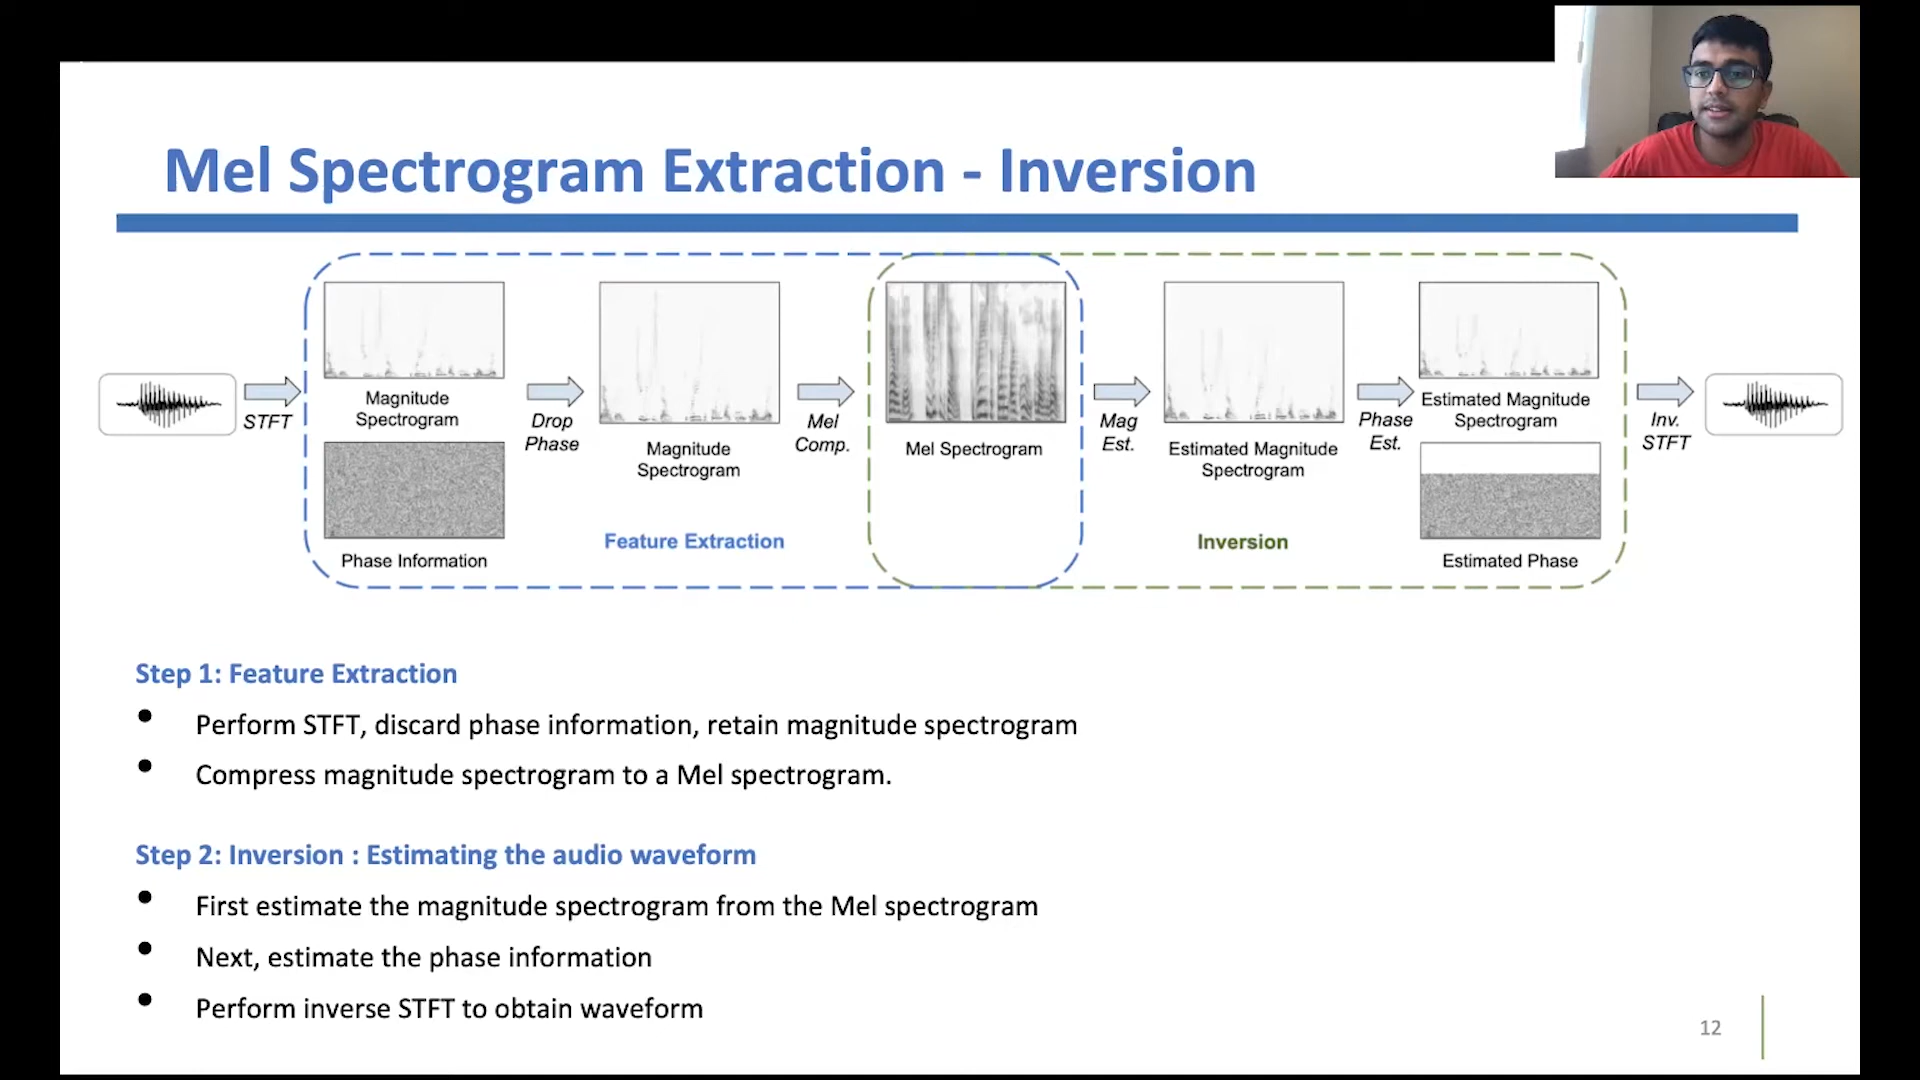 Mel Spectrogram Extraction - Inversion
STFT
Magnitude
Spectrogram
Phase Information
Drop
Phase
Magnitude
Spectrogram
Feature Extraction
Mel
Comp.
Mel Spectrogram
Mag
Est.
Estimated Magnitude
Spectrogram
Inversion
Phase
Est.
Estimated Magnitude
Spectrogram
Estimated Phase
Inv.
STFT
Step 1: Feature Extraction
• Perform STFT, discard phase information, retain magnitude spectrogram
• Compress magnitude spectrogram to a Mel spectrogram.
Step 2: Inversion : Estimating the audio waveform
• First estimate the magnitude spectrogram from the Mel spectrogram
• Next, estimate the phase information
• Perform inverse STFT to obtain waveform
12